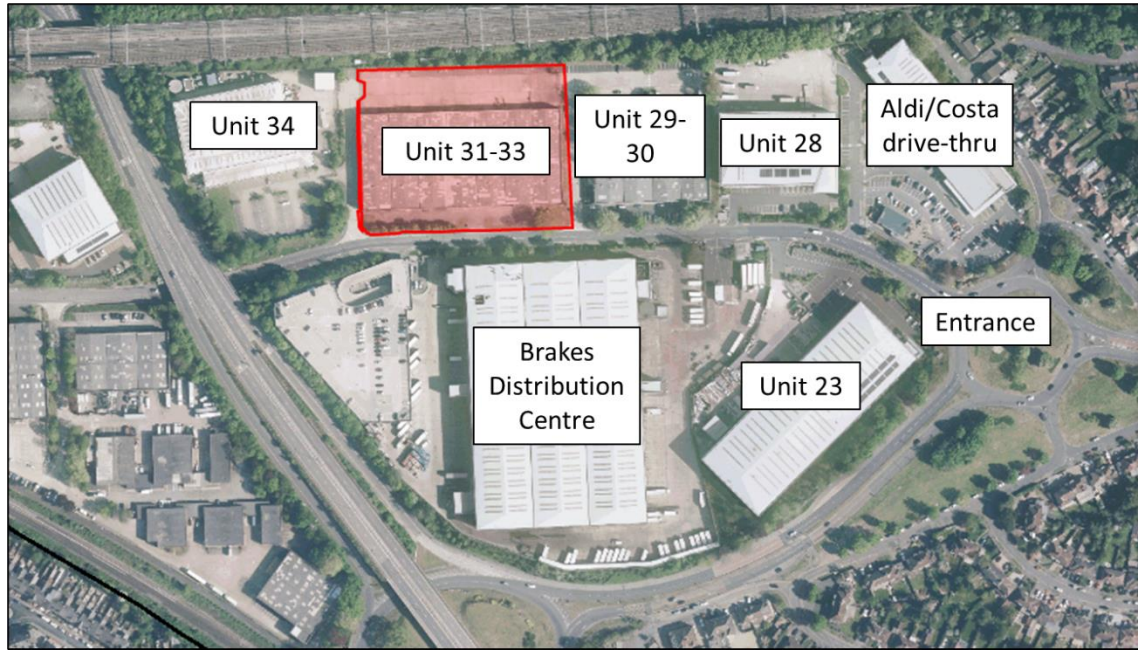 Unit 34
Unit 31-33
Unit 29-
30
Unit 28
Aldi/Costa
drive-thru
Entrance
Brakes
Distribution
Centre
Unit 23